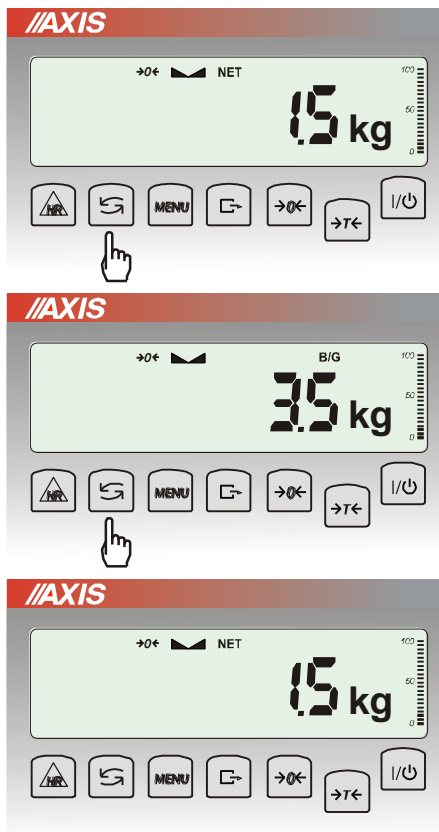 //AXIS
→0← NET 100
1.5 kg 50
0
HR MENU →0← →T← I/⏻
//AXIS
→0← B/G 100
3.5 kg 50
0
HR MENU →0← →T← I/⏻
//AXIS
→0← NET 100
1.5 kg 50
0
HR MENU →0← →T← I/⏻